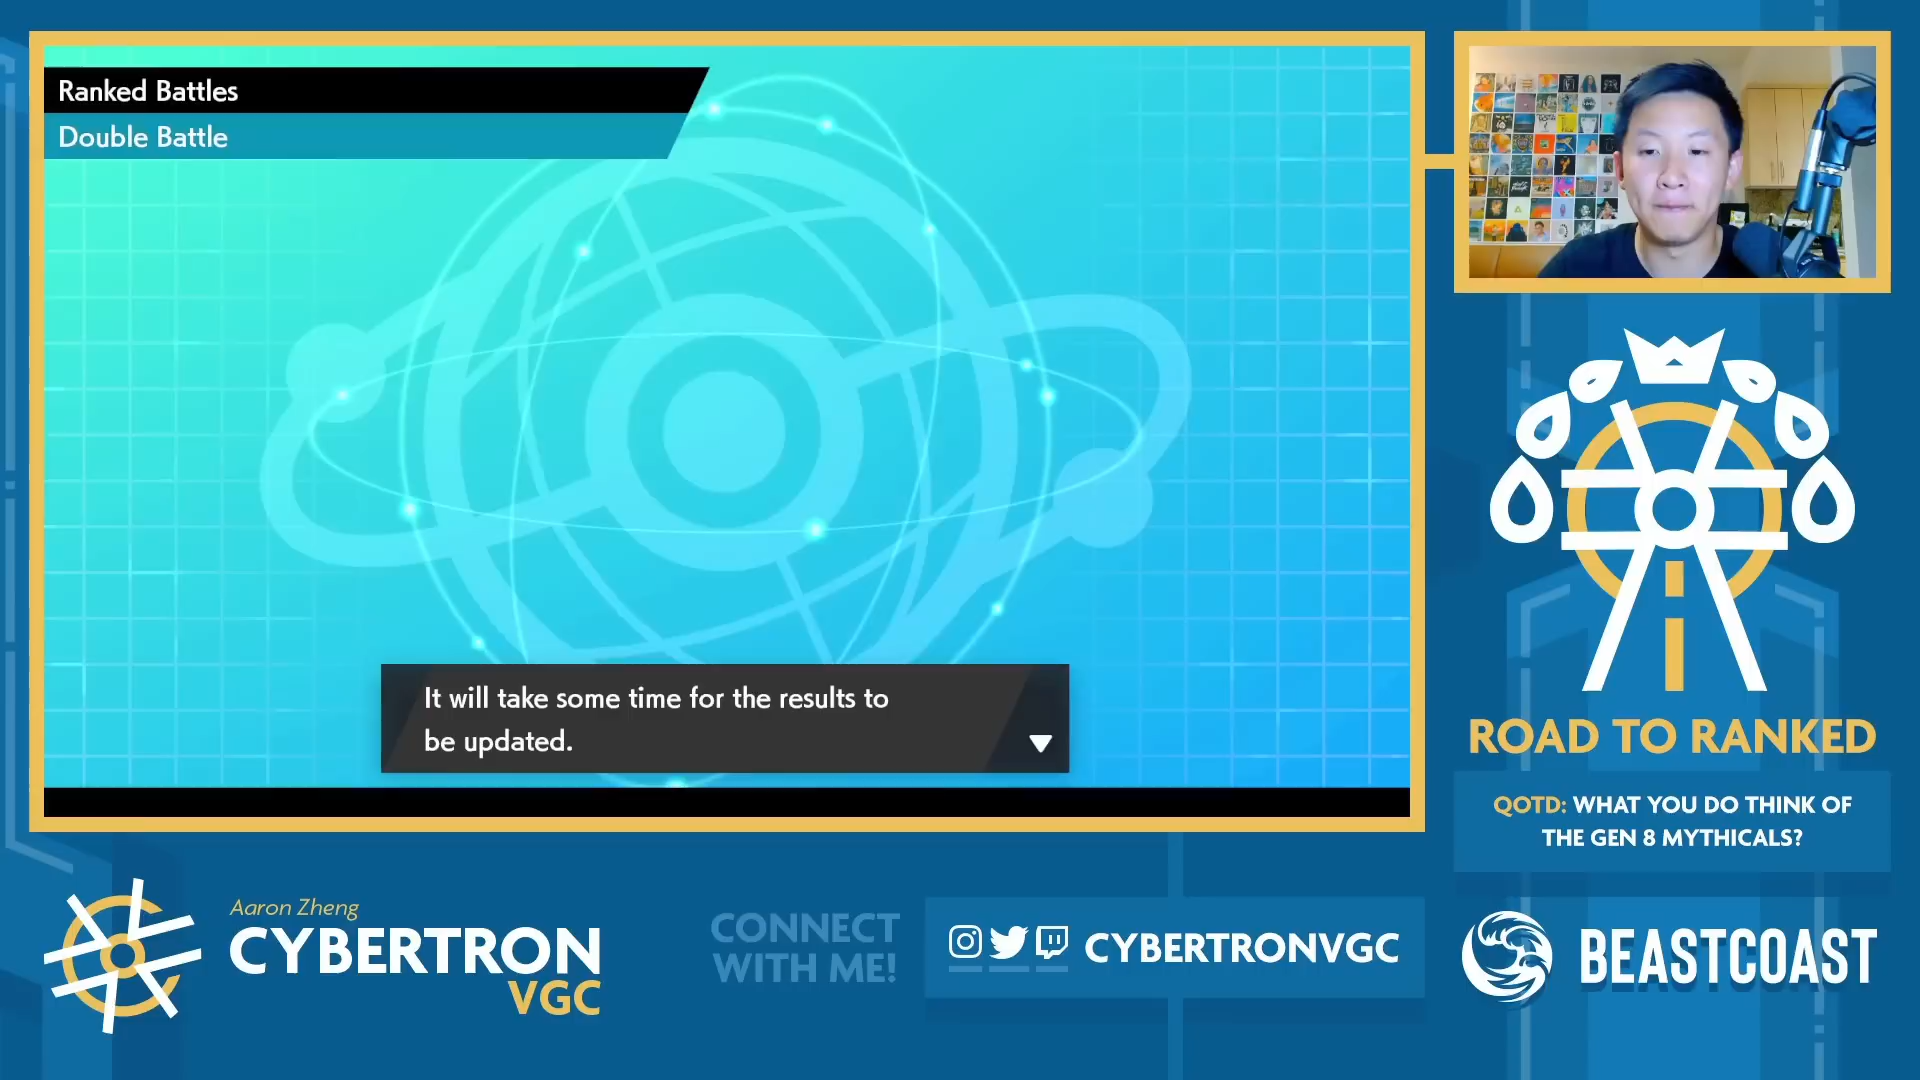 Ranked Battles
Double Battle
It will take some time for the results to
be updated.
ROAD TO RANKED
QOTD: WHAT YOU DO THINK OF
THE GEN 8 MYTHICALS?
Aaron Zheng
CYBERTRON
VGC
CONNECT
WITH ME!
CYBERTRONVGC
BEASTCOAST